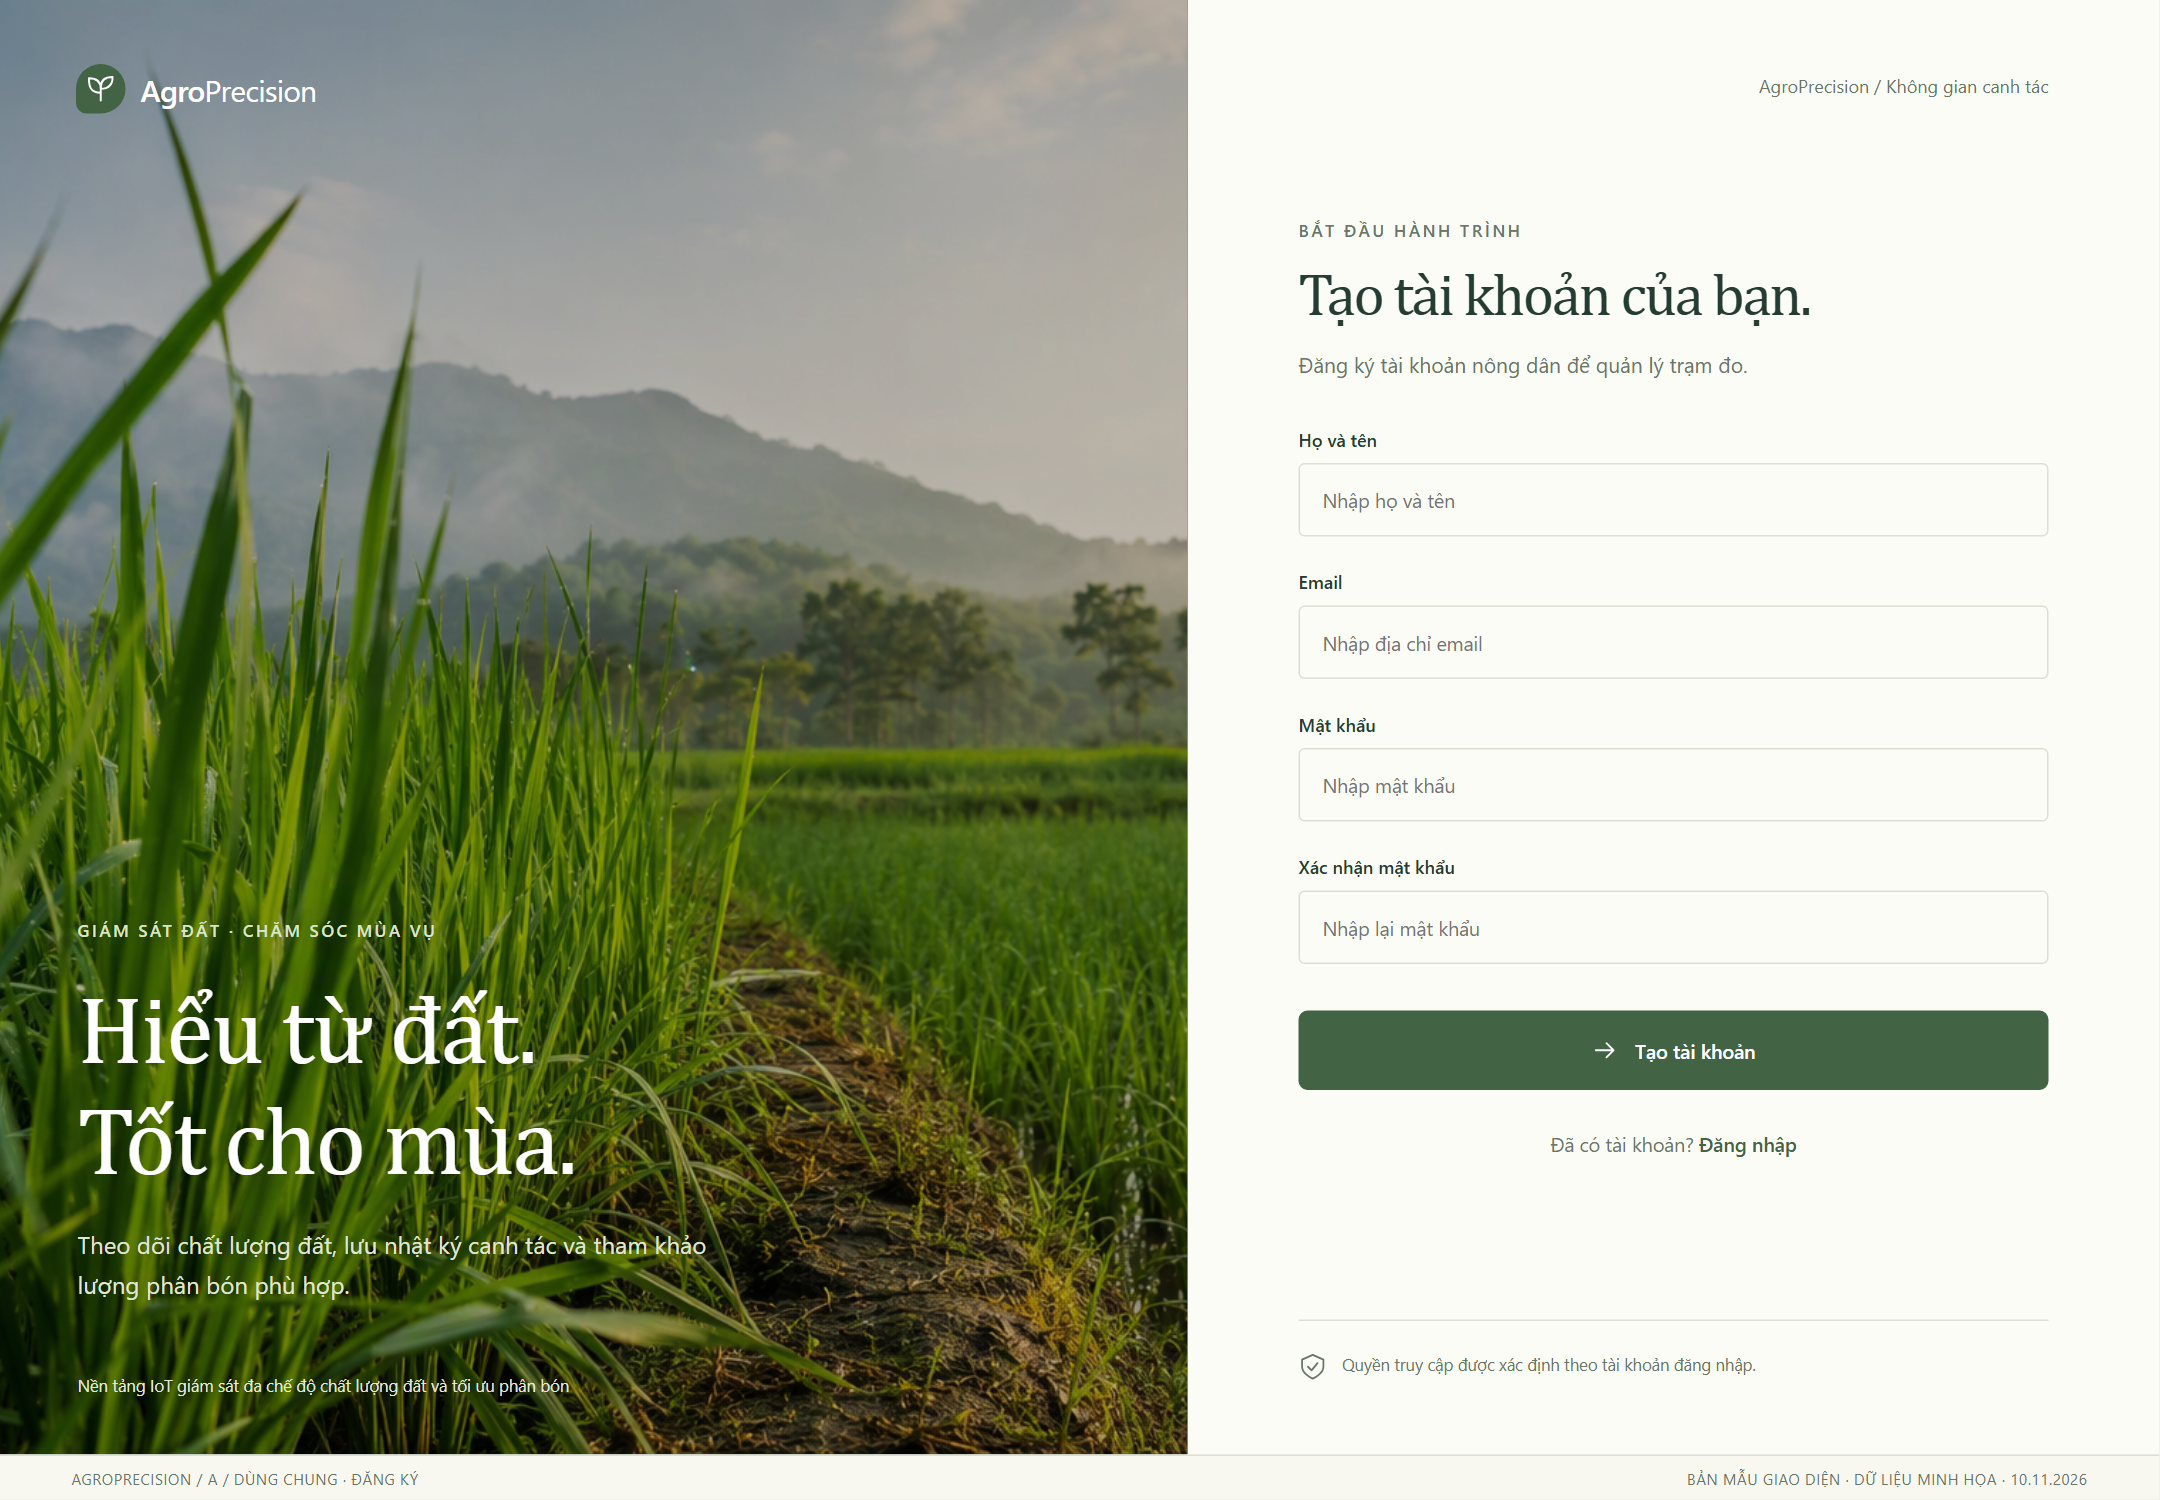 AgroPrecision
GIÁM SÁT ĐẤT · CHĂM SÓC MÙA VỤ
Hiểu từ đất.
Tốt cho mùa.
Theo dõi chất lượng đất, lưu nhật ký canh tác và tham khảo
lượng phân bón phù hợp.
Nền tảng IoT giám sát đa chế độ chất lượng đất và tối ưu phân bón
AgroPrecision / Không gian canh tác
BẮT ĐẦU HÀNH TRÌNH
Tạo tài khoản của bạn.
Đăng ký tài khoản nông dân để quản lý trạm đo.
Họ và tên
Nhập họ và tên
Email
Nhập địa chỉ email
Mật khẩu
Nhập mật khẩu
Xác nhận mật khẩu
Nhập lại mật khẩu
→ Tạo tài khoản
Đã có tài khoản? Đăng nhập
Quyền truy cập được xác định theo tài khoản đăng nhập.
AGROPRECISION / A / DÙNG CHUNG · ĐĂNG KÝ
BẢN MẪU GIAO DIỆN · DỮ LIỆU MINH HỌA · 10.11.2026